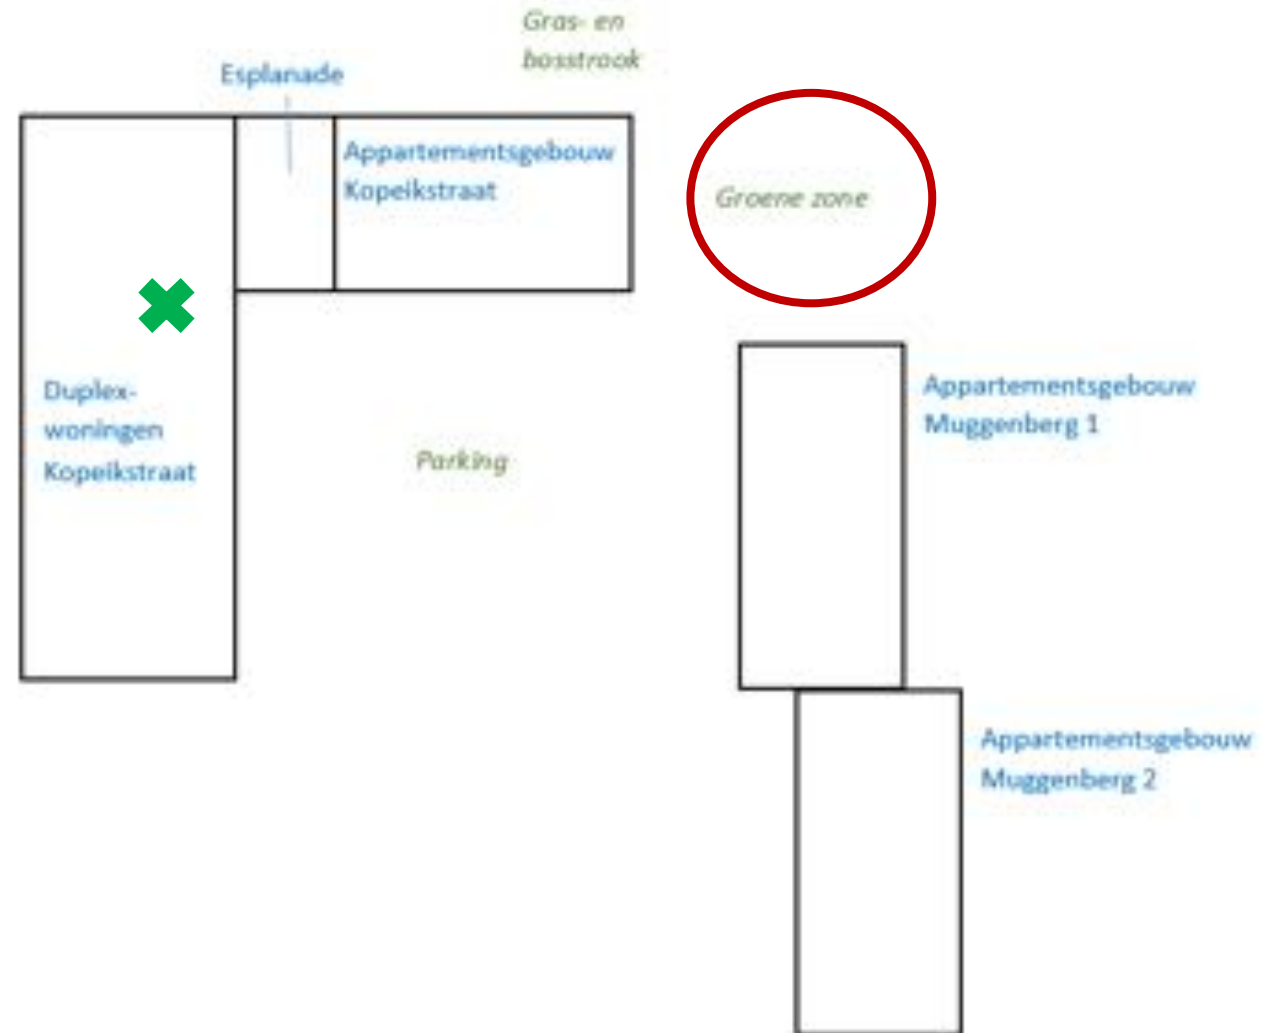 Gras- en
bosstrook
Esplanade
Appartementsgebouw
Kopeikstraat
Groene zone
Duplex-
woningen
Kopeikstraat
Parking
Appartementsgebouw
Muggenberg 1
Appartementsgebouw
Muggenberg 2